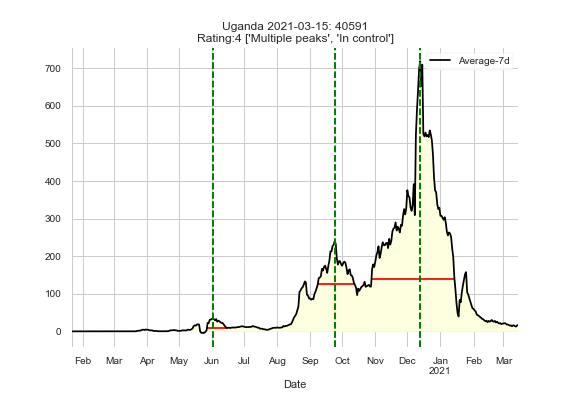 Uganda 2021-03-15: 40591
Rating:4 ['Multiple peaks', 'In control']
Average-7d
700
600
500
400
300
200
100
0
Feb Mar Apr May Jun Jul Aug Sep Oct Nov Dec Jan Feb Mar
2021
Date